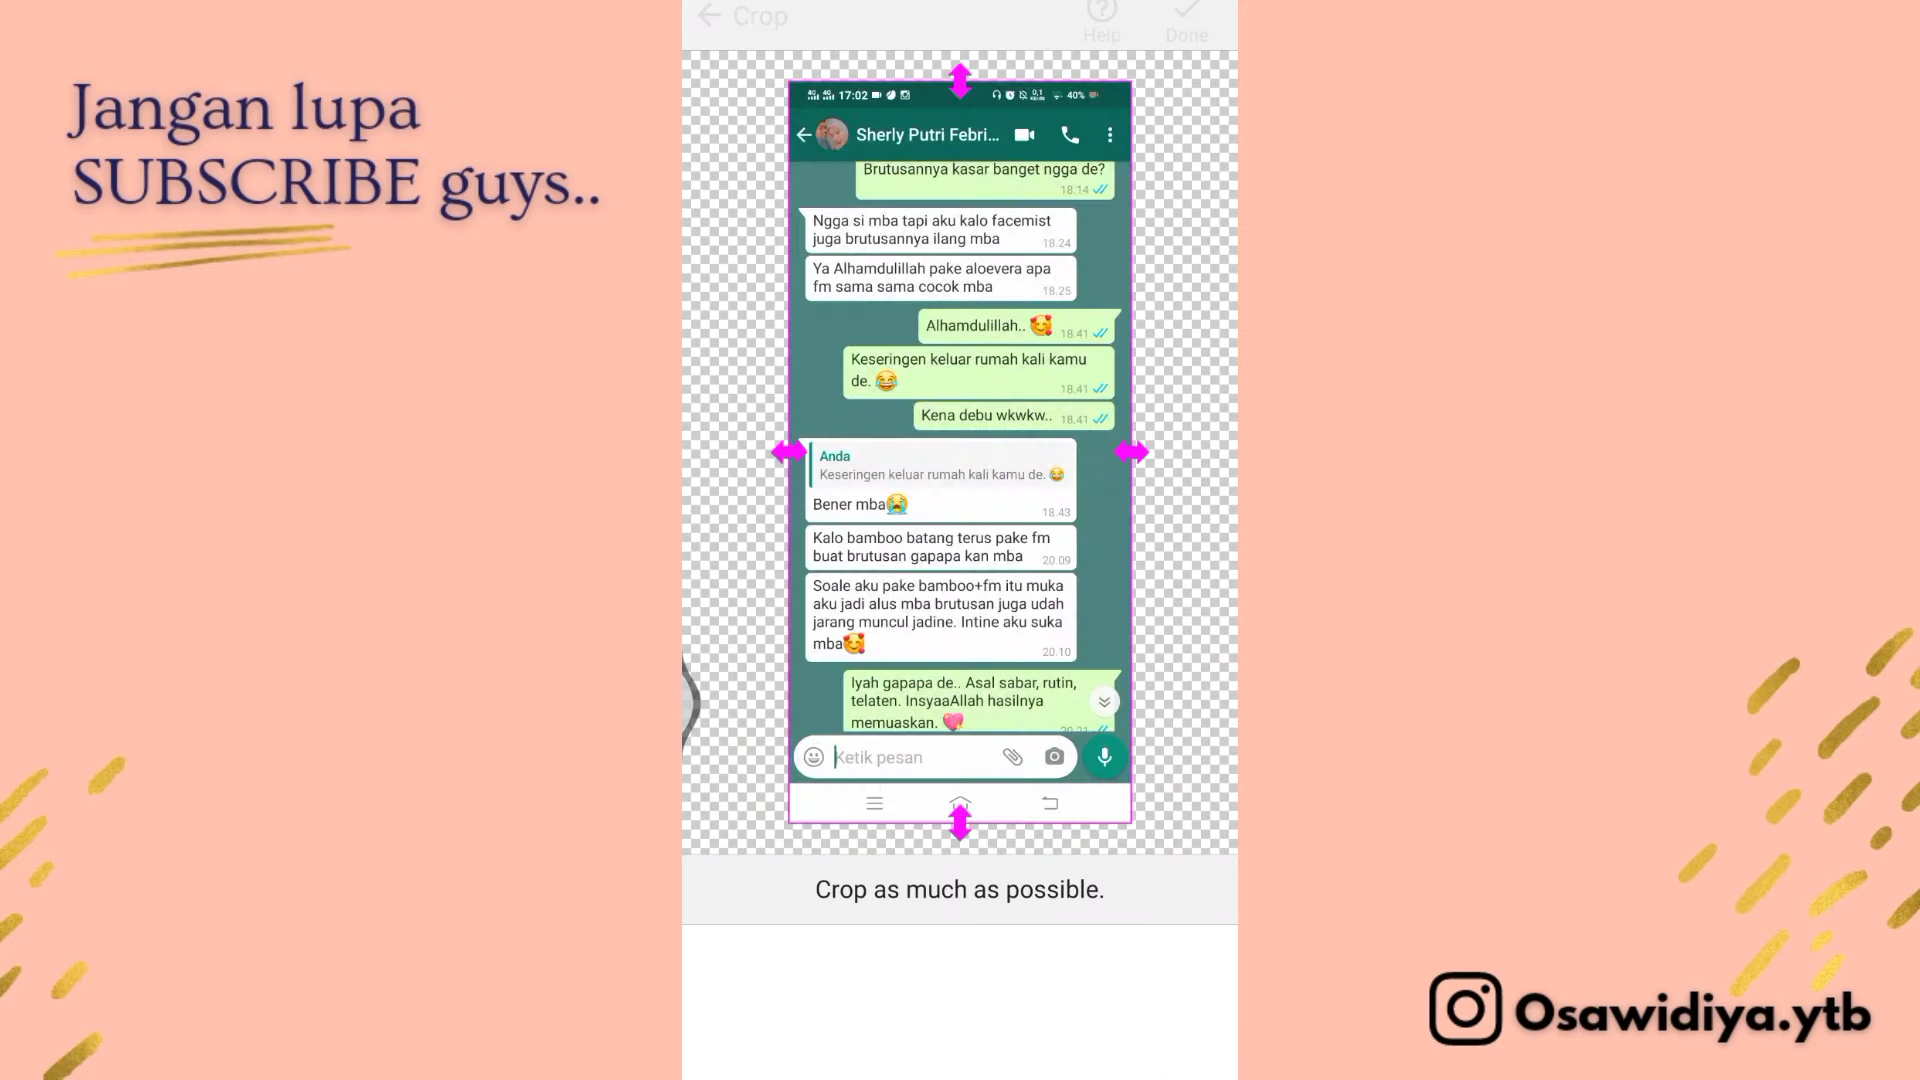 Crop
Help
Done
Jangan lupa
SUBSCRIBE guys..
17:02
40%
Sherly Putri Febri...
Brutusannya kasar banget ngga de?
18.14
Ngga si mba tapi aku kalo facemist
juga brutusannya ilang mba
18.24
Ya Alhamdulillah pake aloevera apa
fm sama sama cocok mba
18.25
Alhamdulillah.. 🥰
18.41
Keseringen keluar rumah kali kamu
de. 😂
18.41
Kena debu wkwkw..
18.41
Anda
Keseringen keluar rumah kali kamu de. 😂
Bener mba😭
18.43
Kalo bamboo batang terus pake fm
buat brutusan gapapa kan mba
20.09
Soale aku pake bamboo+fm itu muka
aku jadi alus mba brutusan juga udah
jarang muncul jadine. Intine aku suka
mba🥰
20.10
Iyah gapapa de.. Asal sabar, rutin,
telaten. InsyaaAllah hasilnya
memuaskan. 💖
Ketik pesan
Crop as much as possible.
Osawidiya.ytb